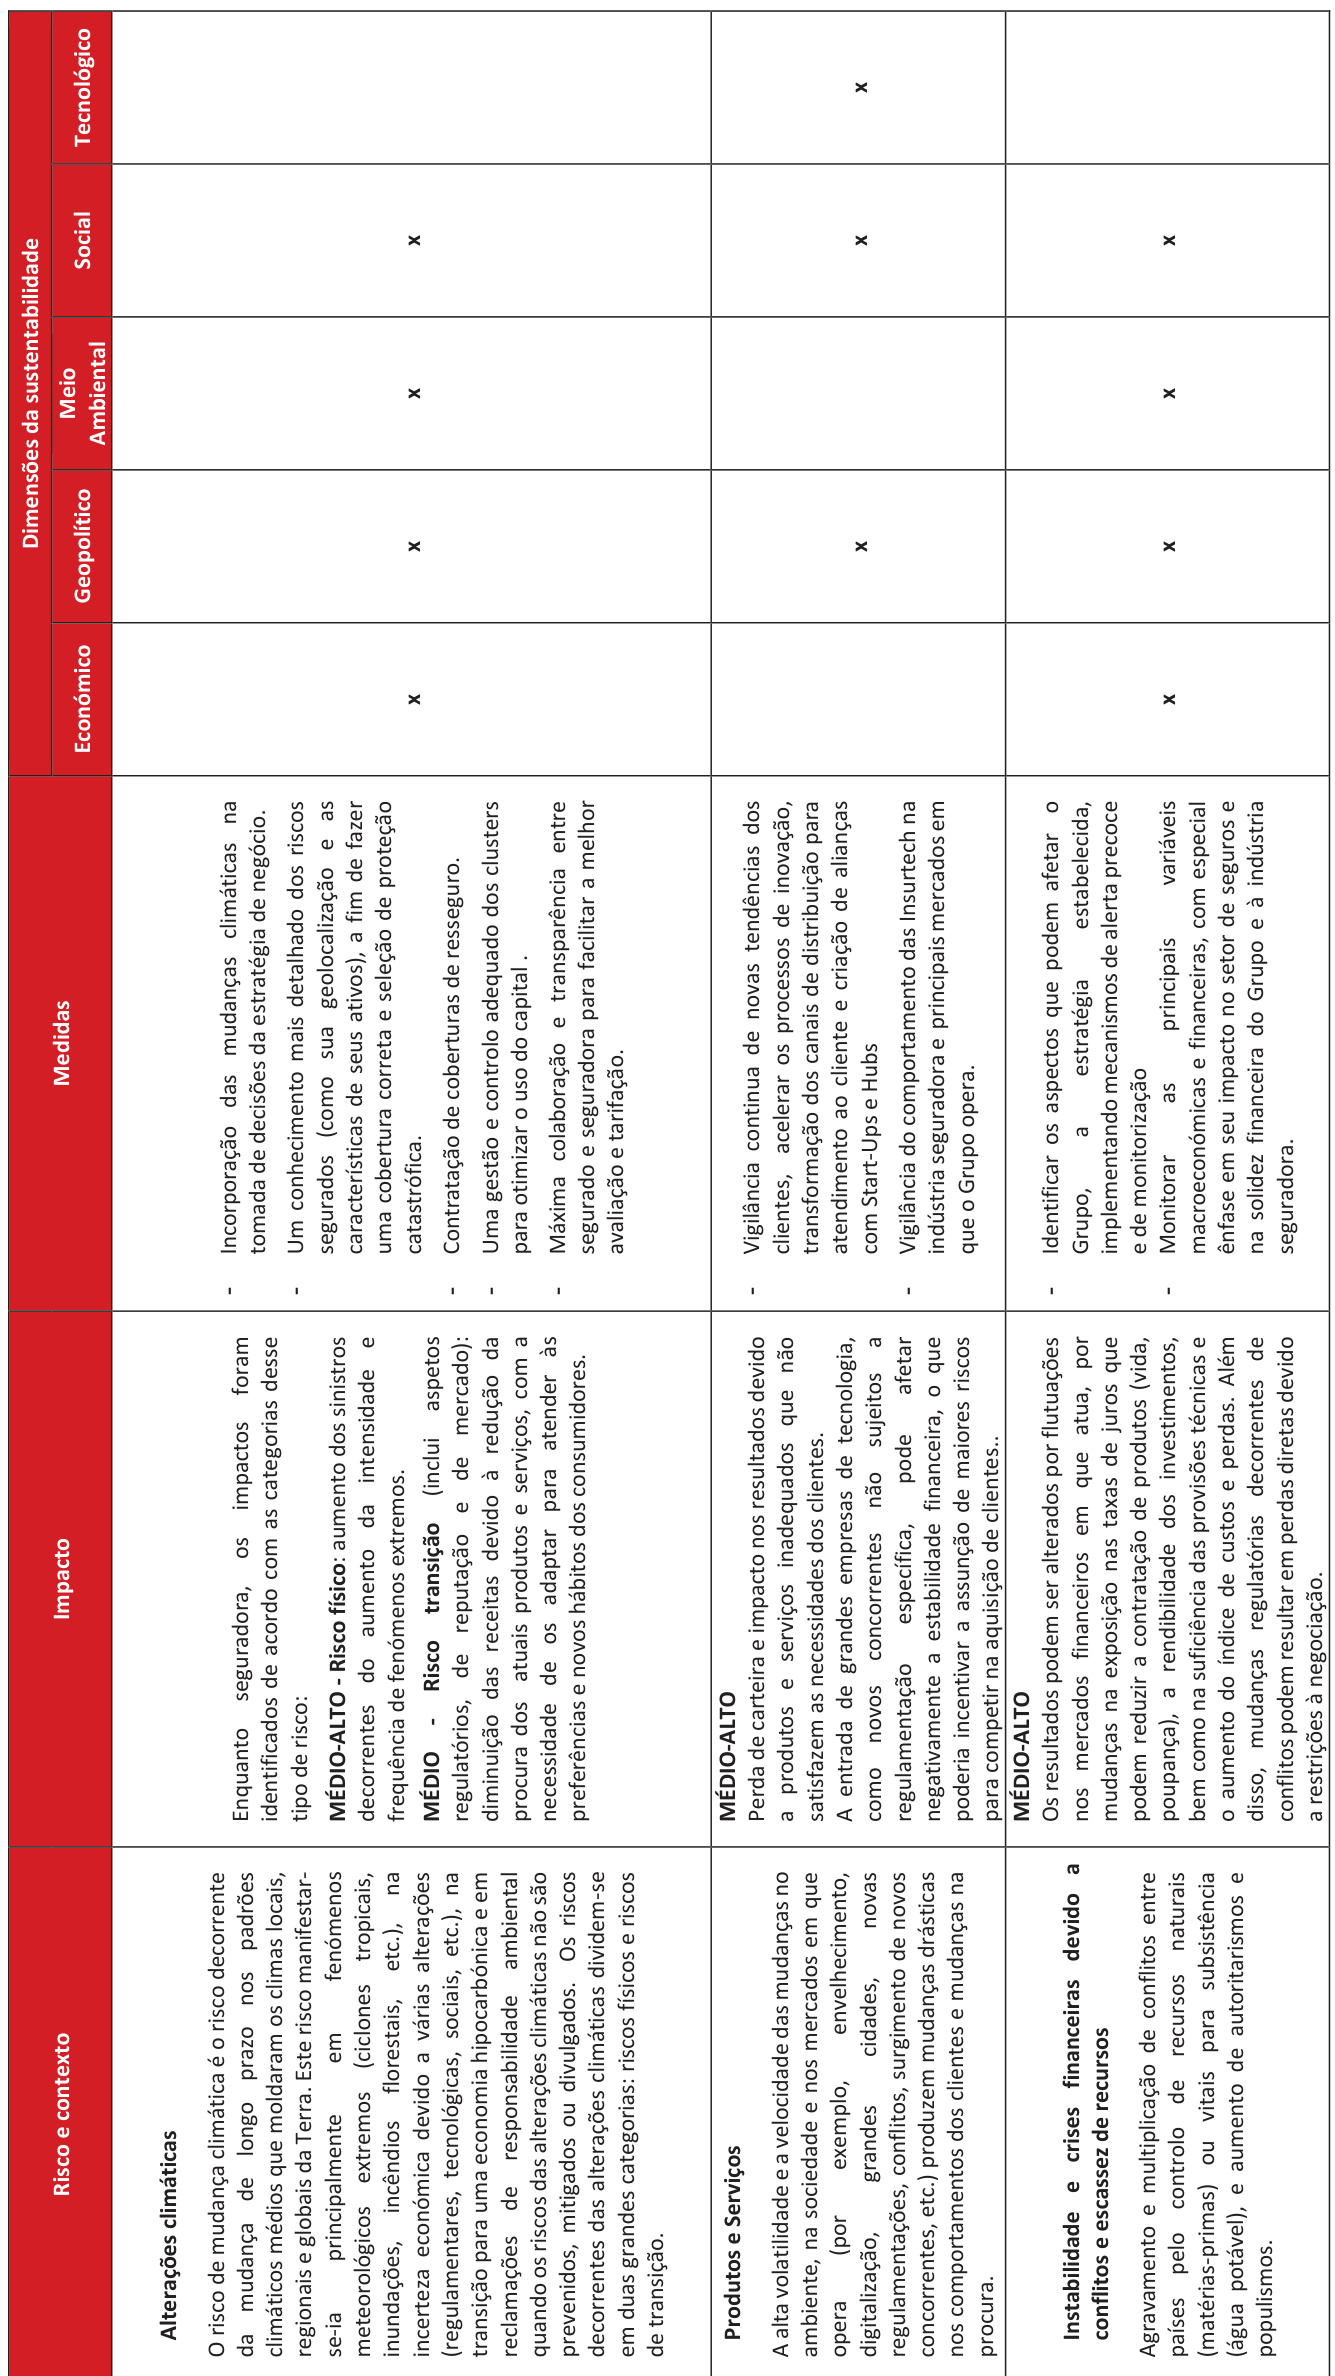 Risco e contexto
Impacto
Medidas
Dimensões da sustentabilidade
Económico
Geopolítico
Meio
Ambiental
Social
Tecnológico
Alterações climáticas
O risco de mudança climática é o risco decorrente
da mudança de longo prazo nos padrões
climáticos médios que moldaram os climas locais,
regionais e globais da Terra. Este risco manifestar-
se-ia principalmente em fenómenos
meteorológicos extremos (ciclones tropicais,
inundações, incêndios florestais, etc.), na
incerteza económica devido a várias alterações
(regulamentares, tecnológicas, sociais, etc.), na
transição para uma economia hipocarbónica e em
reclamações de responsabilidade ambiental
quando os riscos das alterações climáticas não são
prevenidos, mitigados ou divulgados. Os riscos
decorrentes das alterações climáticas dividem-se
em duas grandes categorias: riscos físicos e riscos
de transição.
Enquanto seguradora, os impactos foram
identificados de acordo com as categorias desse
tipo de risco:
MÉDIO-ALTO - Risco físico: aumento dos sinistros
decorrentes do aumento da intensidade e
frequência de fenómenos extremos.
MÉDIO - Risco transição (inclui aspetos
regulatórios, de reputação e de mercado):
diminuição das receitas devido à redução da
procura dos atuais produtos e serviços, com a
necessidade de os adaptar para atender às
preferências e novos hábitos dos consumidores.
- Incorporação das mudanças climáticas na
tomada de decisões da estratégia de negócio.
- Um conhecimento mais detalhado dos riscos
segurados (como sua geolocalização e as
características de seus ativos), a fim de fazer
uma cobertura correta e seleção de proteção
catastrófica.
- Contratação de coberturas de resseguro.
- Uma gestão e controlo adequado dos clusters
para otimizar o uso do capital .
- Máxima colaboração e transparência entre
segurado e seguradora para facilitar a melhor
avaliação e tarifação.
x
x
x
x
Produtos e Serviços
A alta volatilidade e a velocidade das mudanças no
ambiente, na sociedade e nos mercados em que
opera (por exemplo, envelhecimento,
digitalização, grandes cidades, novas
regulamentações, conflitos, surgimento de novos
concorrentes, etc.) produzem mudanças drásticas
nos comportamentos dos clientes e mudanças na
procura.
MÉDIO-ALTO
Perda de carteira e impacto nos resultados devido
a produtos e serviços inadequados que não
satisfazem as necessidades dos clientes.
A entrada de grandes empresas de tecnologia,
como novos concorrentes não sujeitos a
regulamentação específica, pode afetar
negativamente a estabilidade financeira, o que
poderia incentivar a assunção de maiores riscos
para competir na aquisição de clientes..
- Vigilância continua de novas tendências dos
clientes, acelerar os processos de inovação,
transformação dos canais de distribuição para
atendimento ao cliente e criação de alianças
com Start-Ups e Hubs
- Vigilância do comportamento das Insurtech na
indústria seguradora e principais mercados em
que o Grupo opera.
x
x
x
Instabilidade e crises financeiras devido a
conflitos e escassez de recursos
Agravamento e multiplicação de conflitos entre
países pelo controlo de recursos naturais
(matérias-primas) ou vitais para subsistência
(água potável), e aumento de autoritarismos e
populismos.
MÉDIO-ALTO
Os resultados podem ser alterados por flutuações
nos mercados financeiros em que atua, por
mudanças na exposição nas taxas de juros que
podem reduzir a contratação de produtos (vida,
poupança), a rendibilidade dos investimentos,
bem como na suficiência das provisões técnicas e
o aumento do índice de custos e perdas. Além
disso, mudanças regulatórias decorrentes de
conflitos podem resultar em perdas diretas devido
a restrições à negociação.
- Identificar os aspectos que podem afetar o
Grupo, a estratégia estabelecida,
implementando mecanismos de alerta precoce
e de monitorização
- Monitorar as principais variáveis
macroeconómicas e financeiras, com especial
ênfase em seu impacto no setor de seguros e
na solidez financeira do Grupo e à indústria
seguradora.
x
x
x
x